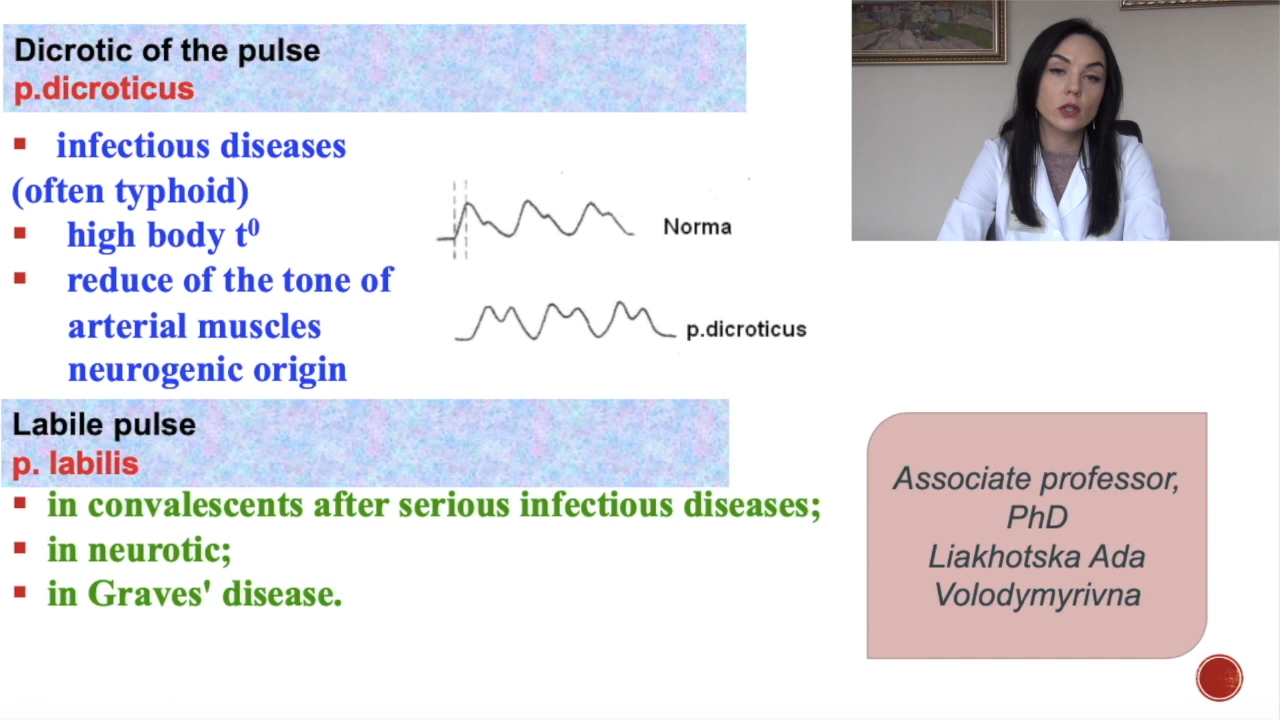 Dicrotic of the pulse
p.dicroticus
▪ infectious diseases
(often typhoid)
▪ high body t⁰
▪ reduce of the tone of
arterial muscles
neurogenic origin
Norma
p.dicroticus
Labile pulse
p. labilis
▪ in convalescents after serious infectious diseases;
▪ in neurotic;
▪ in Graves' disease.
Associate professor,
PhD
Liakhotska Ada
Volodymyrivna